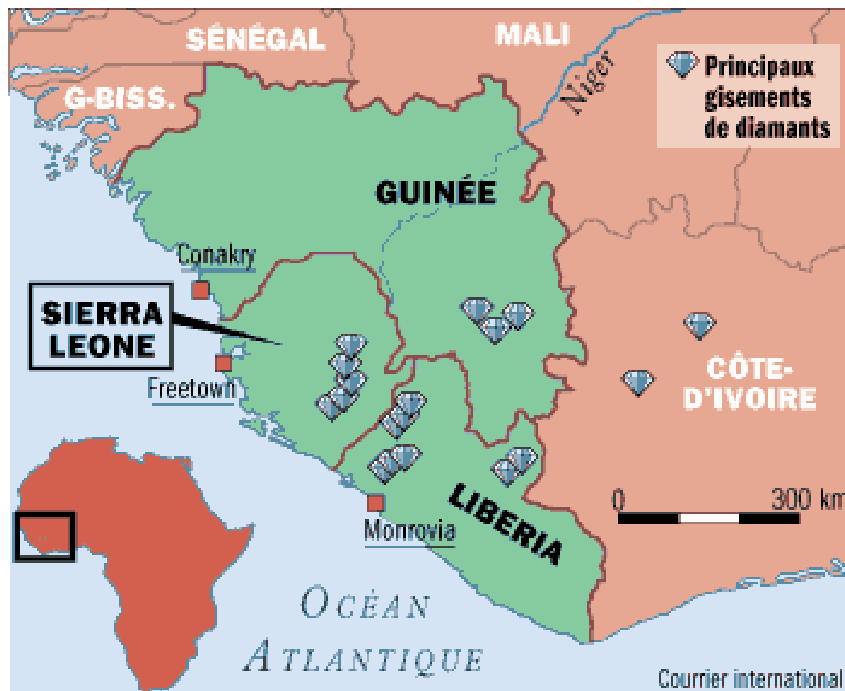 SÉNÉGAL
MALI
G-BISS.
Niger
Principaux
gisements
de diamants
GUINÉE
Conakry
SIERRA
LEONE
Freetown
CÔTE-
D'IVOIRE
0 300 km
LIBERIA
Monrovia
OCÉAN
ATLANTIQUE
Courrier international